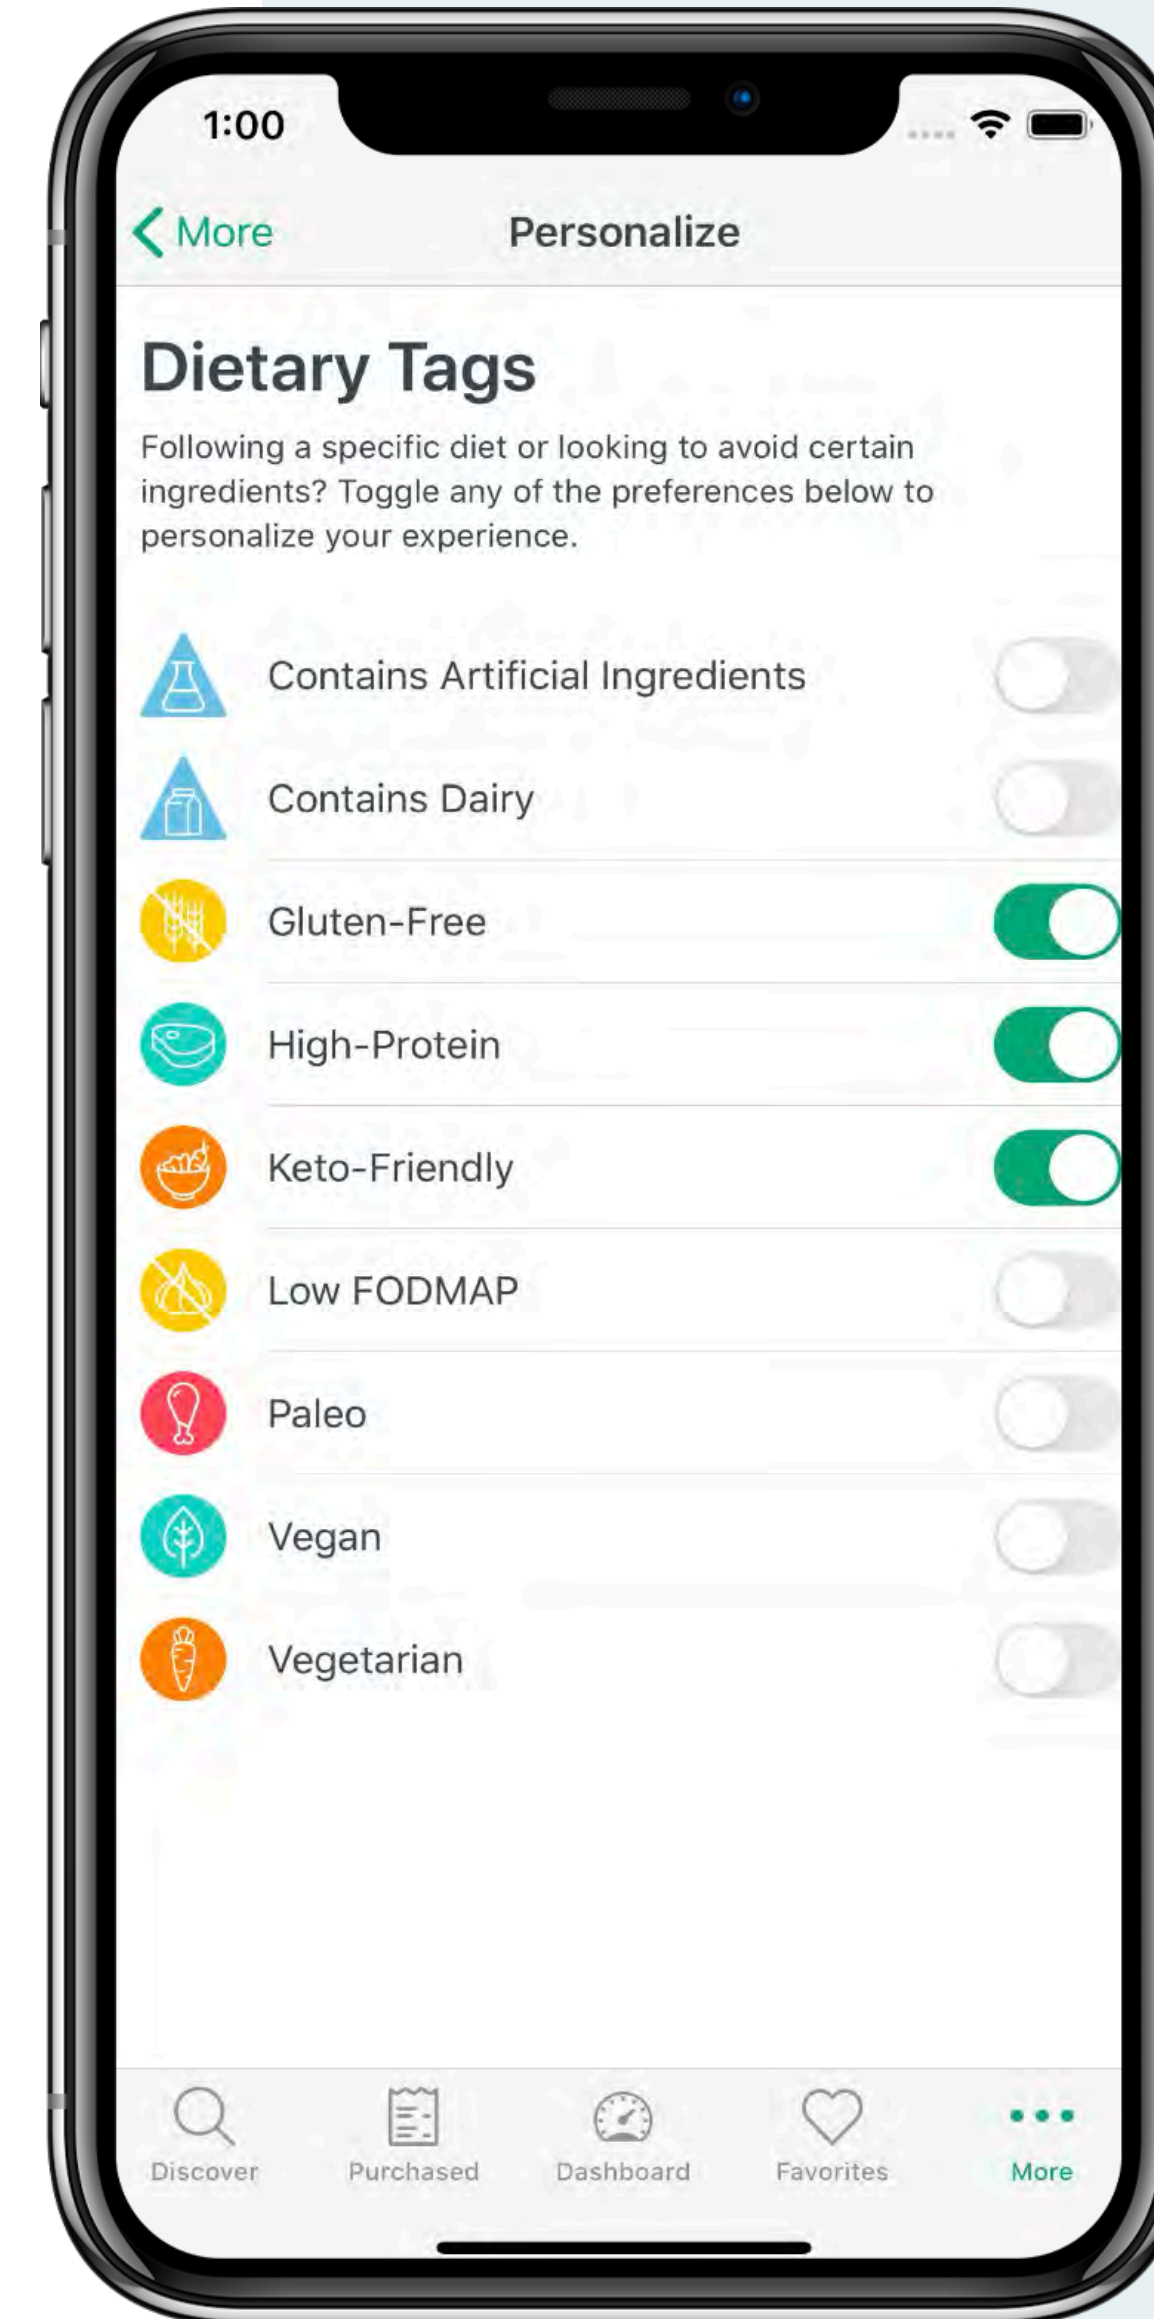 1:00
More
Personalize
Dietary Tags
Following a specific diet or looking to avoid certain
ingredients? Toggle any of the preferences below to
personalize your experience.
Contains Artificial Ingredients
Contains Dairy
Gluten-Free
High-Protein
Keto-Friendly
Low FODMAP
Paleo
Vegan
Vegetarian
Discover
Purchased
Dashboard
Favorites
More